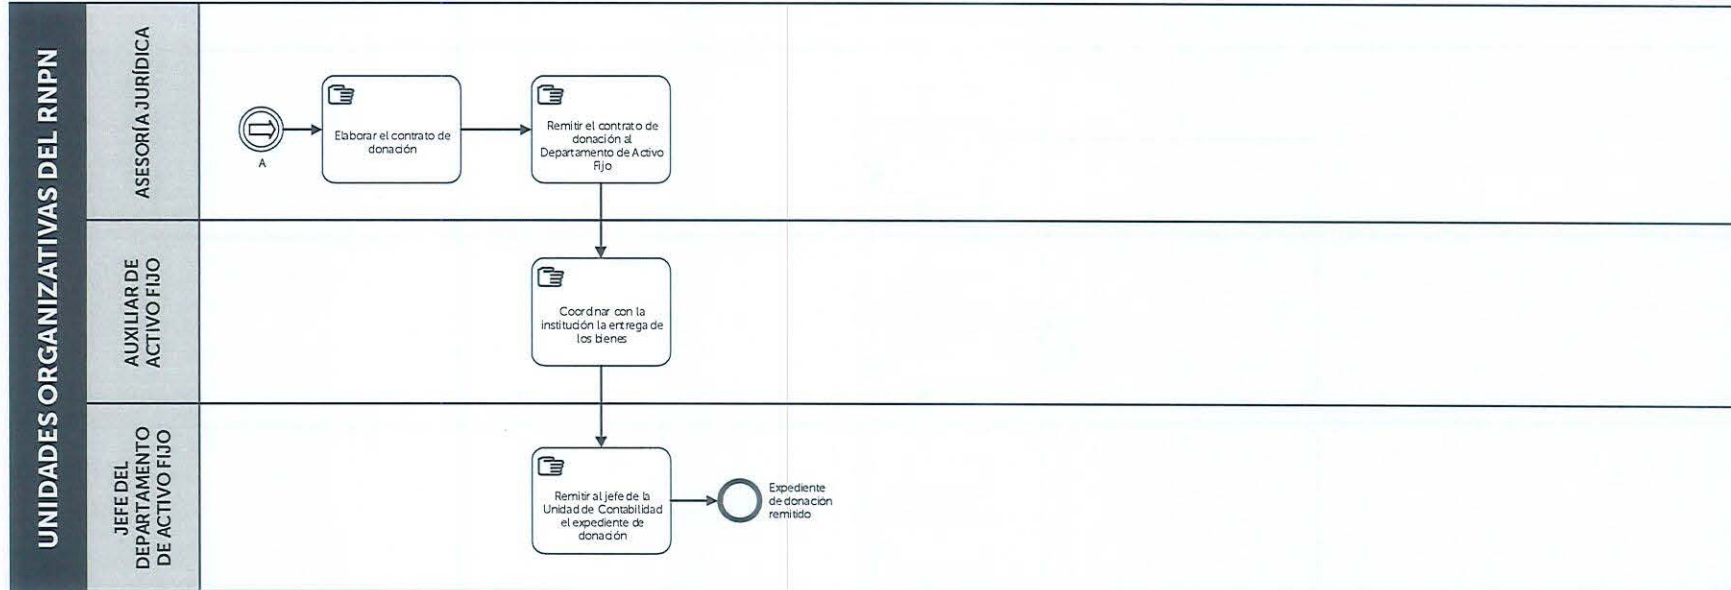 UNIDADES ORGANIZATIVAS DEL RNPN
ASESORÍA JURÍDICA
A
Elaborar el contrato de
donación
Remitir el contrato de
donación al
Departamento de Activo
Fijo
AUXILIAR DE
ACTIVO FIJO
Coordinar con la
institución la entrega de
los bienes
JEFE DEL
DEPARTAMENTO
DE ACTIVO FIJO
Remitir al jefe de la
Unidad de Contabilidad
el expediente de
donación
Expediente
de donación
remitido